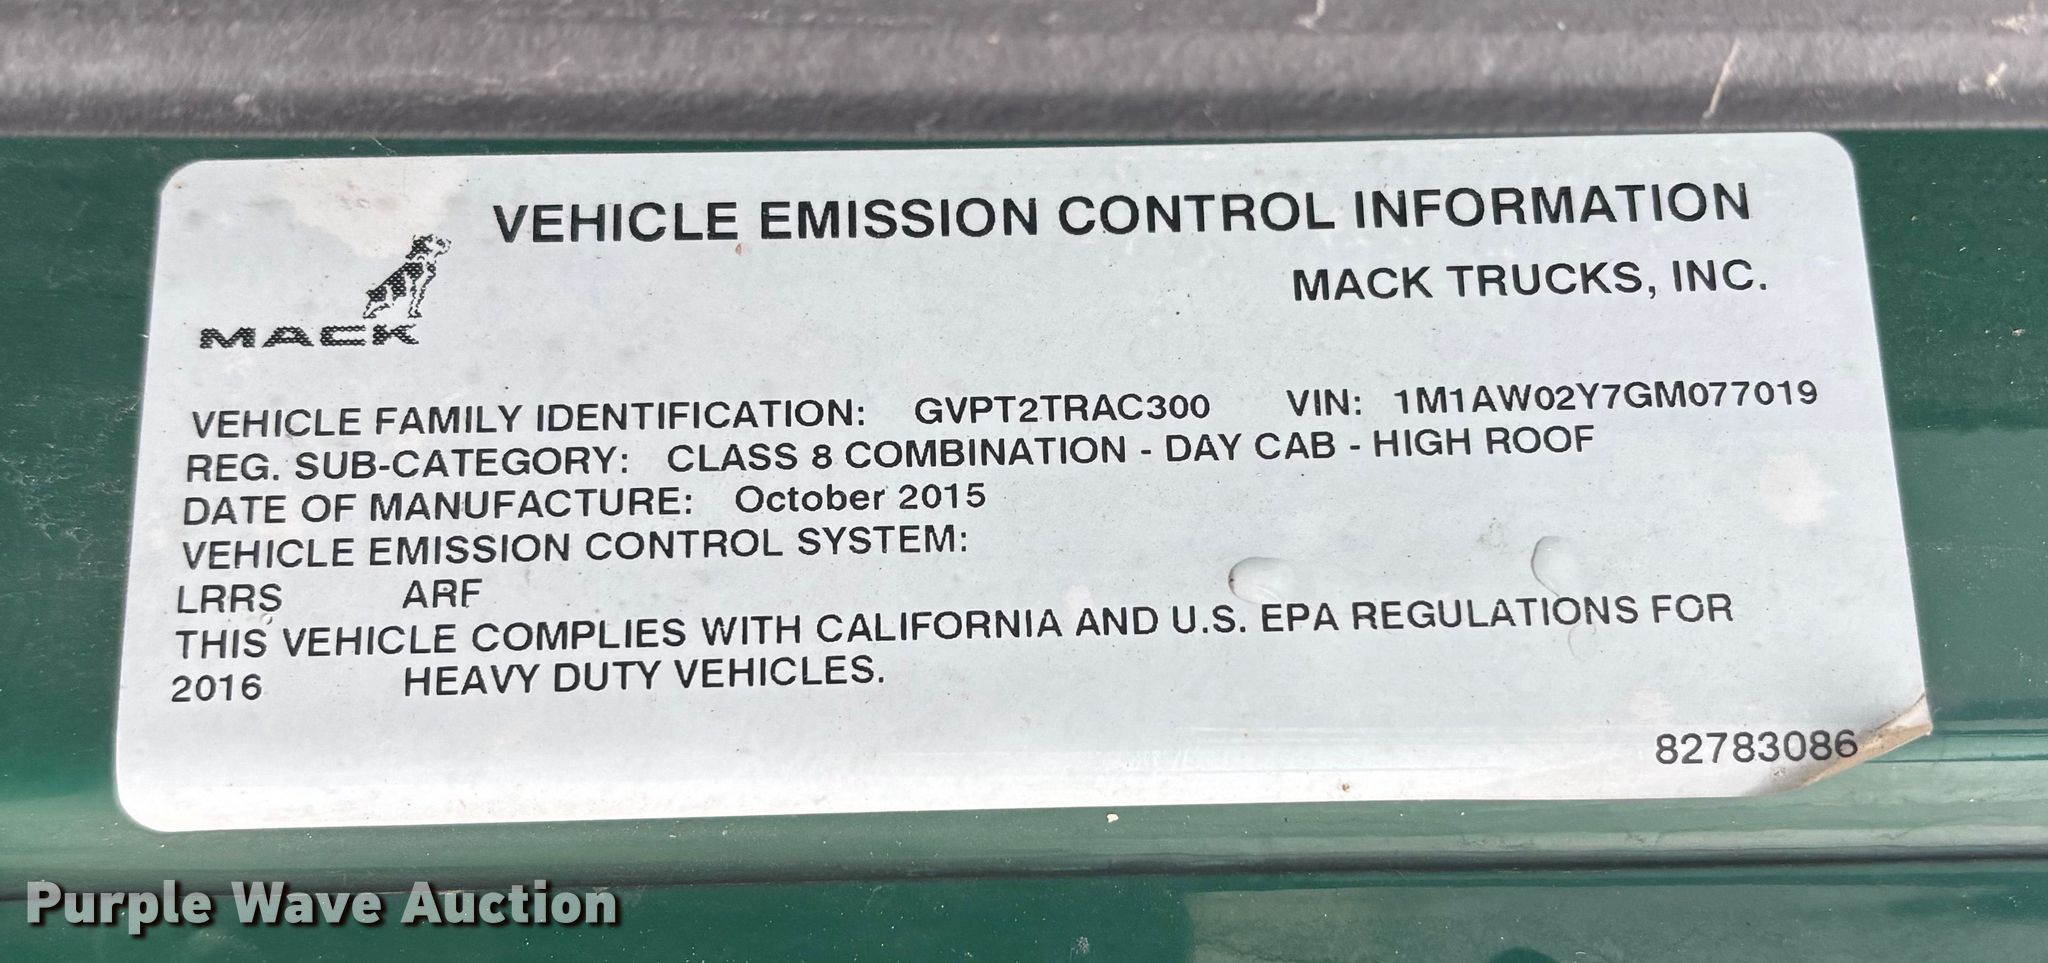 VEHICLE EMISSION CONTROL INFORMATION
MACK TRUCKS, INC.
MACK
VEHICLE FAMILY IDENTIFICATION: GVPT2TRAC300 VIN: 1M1AW02Y7GM077019
REG. SUB-CATEGORY: CLASS 8 COMBINATION - DAY CAB - HIGH ROOF
DATE OF MANUFACTURE: October 2015
VEHICLE EMISSION CONTROL SYSTEM:
LRRS ARF
THIS VEHICLE COMPLIES WITH CALIFORNIA AND U.S. EPA REGULATIONS FOR
2016 HEAVY DUTY VEHICLES.
82783086
Purple Wave Auction